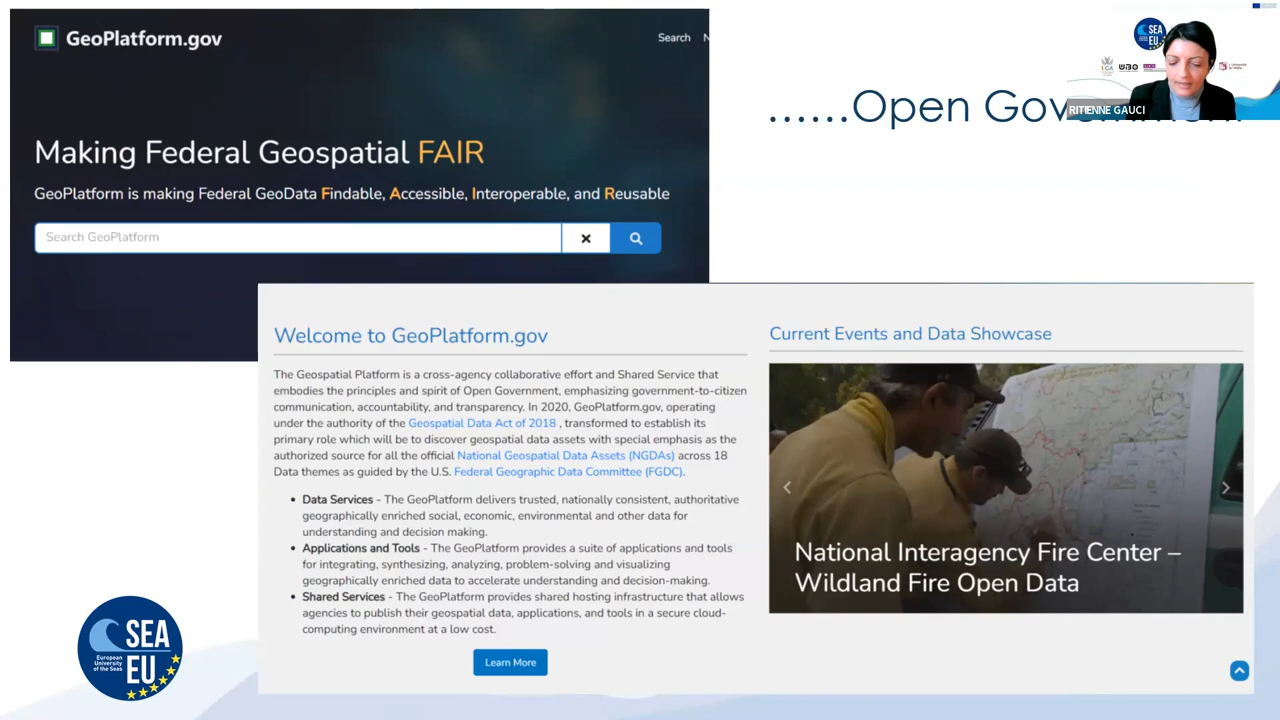 GeoPlatform.gov
Search
Making Federal Geospatial FAIR
GeoPlatform is making Federal GeoData Findable, Accessible, Interoperable, and Reusable
Search GeoPlatform
......Open
SEA
EU
UBO
RITIENNE GAUCI
Welcome to GeoPlatform.gov
The Geospatial Platform is a cross-agency collaborative effort and Shared Service that
embodies the principles and spirit of Open Government, emphasizing government-to-citizen
communication, accountability, and transparency. In 2020, GeoPlatform.gov, operating
under the authority of the Geospatial Data Act of 2018 , transformed to establish its
primary role which will be to discover geospatial data assets with special emphasis as the
authorized source for all the official National Geospatial Data Assets (NGDAs) across 18
Data themes as guided by the U.S. Federal Geographic Data Committee (FGDC).
• Data Services - The GeoPlatform delivers trusted, nationally consistent, authoritative
geographically enriched social, economic, environmental and other data for
understanding and decision making.
• Applications and Tools - The GeoPlatform provides a suite of applications and tools
for integrating, synthesizing, analyzing, problem-solving and visualizing
geographically enriched data to accelerate understanding and decision-making.
• Shared Services - The GeoPlatform provides shared hosting infrastructure that allows
agencies to publish their geospatial data, applications, and tools in a secure cloud-
computing environment at a low cost.
Learn More
Current Events and Data Showcase
National Interagency Fire Center –
Wildland Fire Open Data
SEA
European
University
of the Seas
EU